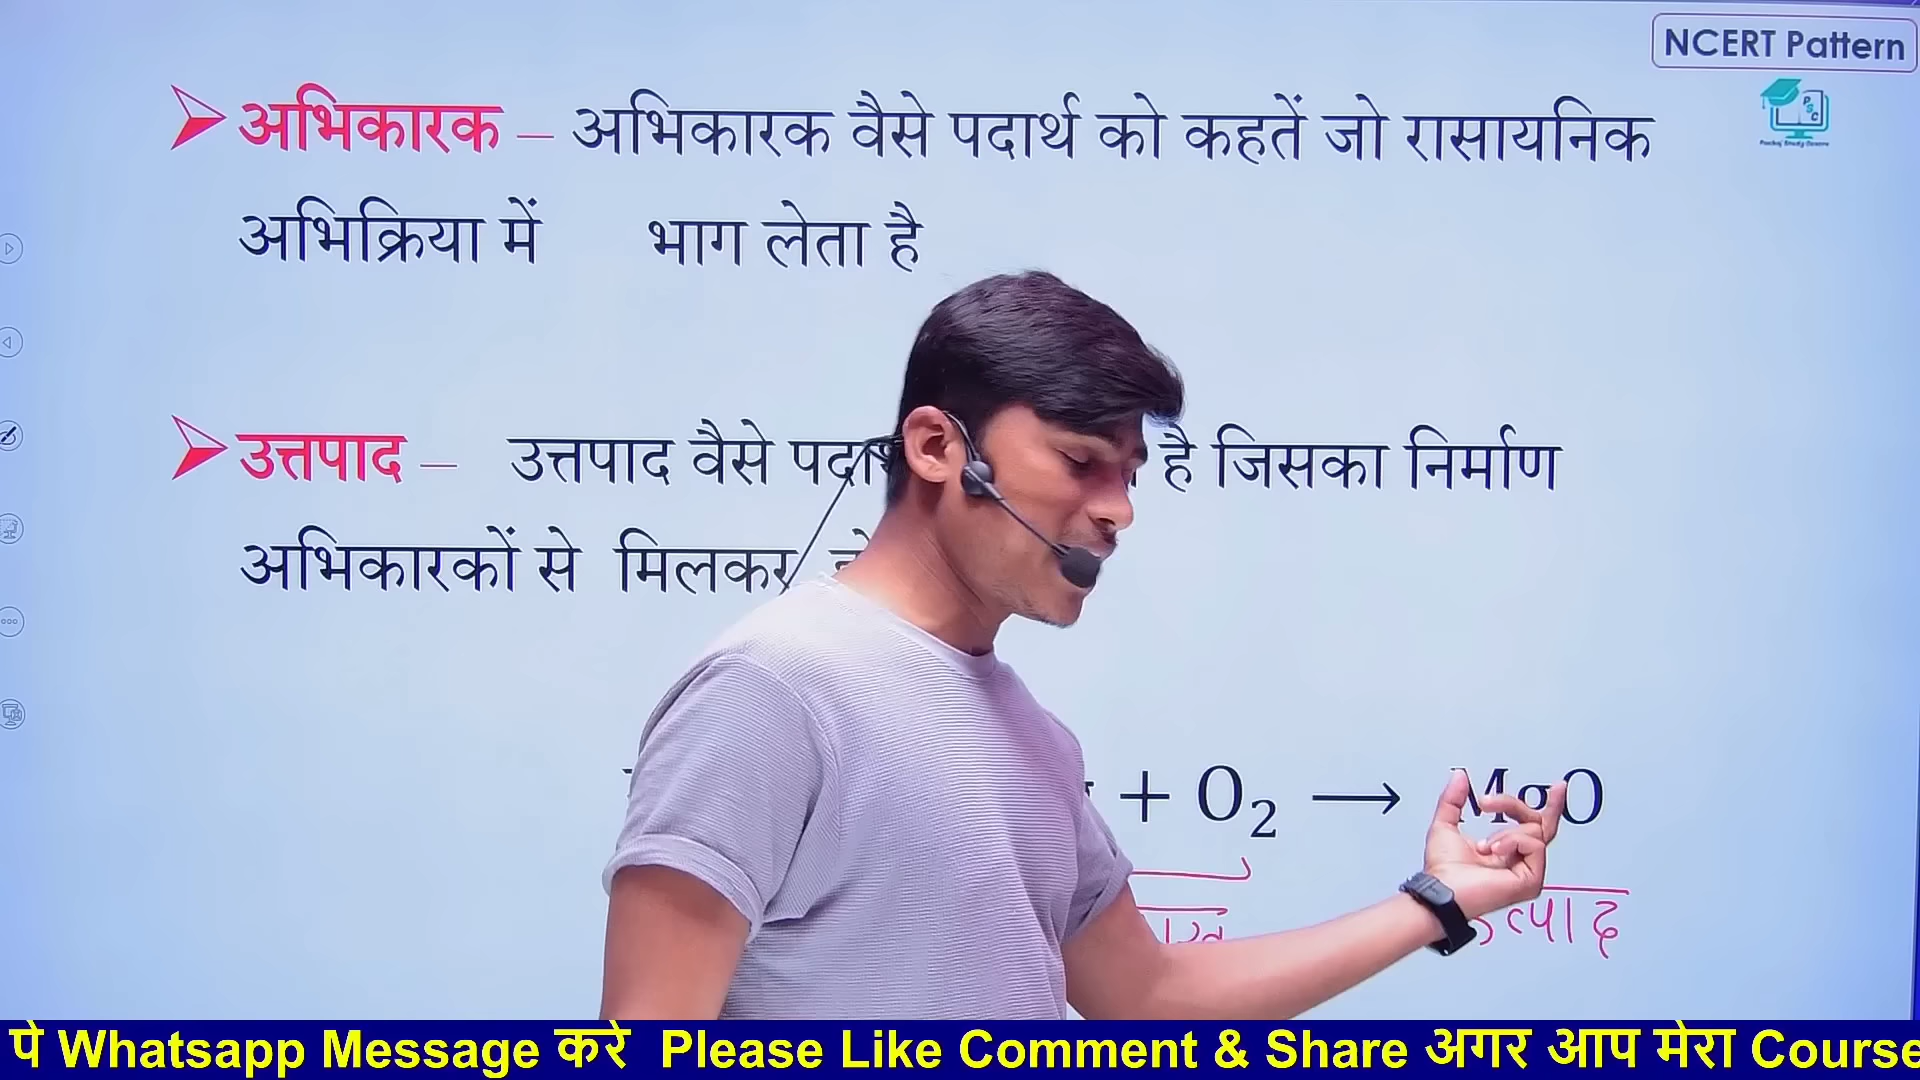 NCERT Pattern
अभिकारक – अभिकारक वैसे पदार्थ को कहतें जो रासायनिक
अभिक्रिया में भाग लेता है
उत्तपाद – उत्तपाद वैसे है जिसका निर्माण
अभिकारकों से मिलकर
+ O₂ → MgO
उत्पाद
पे Whatsapp Message करे Please Like Comment & Share अगर आप मेरा Course